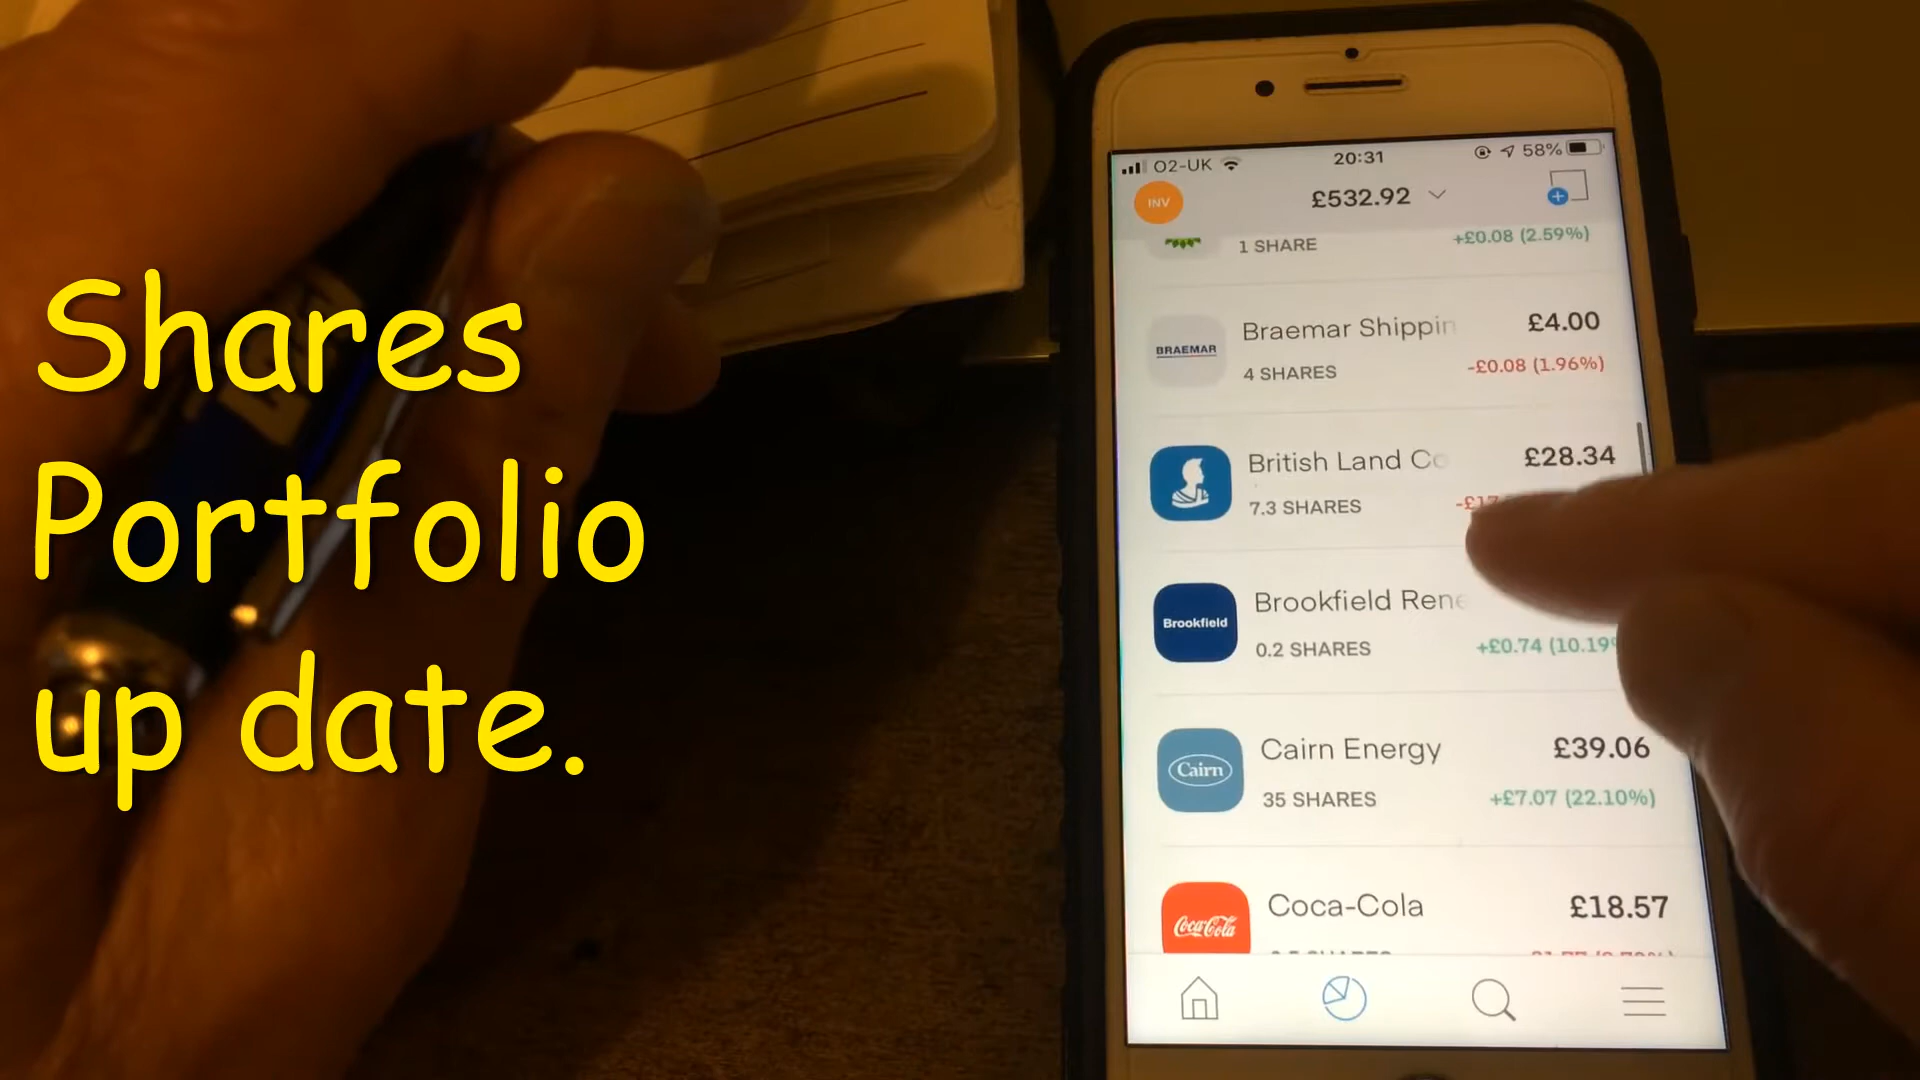 Shares
Portfolio
up date.
O2-UK
20:31
58%
INV
£532.92
1 SHARE
+£0.08 (2.59%)
BRAEMAR
Braemar Shippin
£4.00
4 SHARES
-£0.08 (1.96%)
British Land Co
£28.34
7.3 SHARES
-£17
Brookfield
Brookfield Rene
0.2 SHARES
+£0.74 (10.19%
Cairn
Cairn Energy
£39.06
35 SHARES
+£7.07 (22.10%)
Coca-Cola
Coca-Cola
£18.57